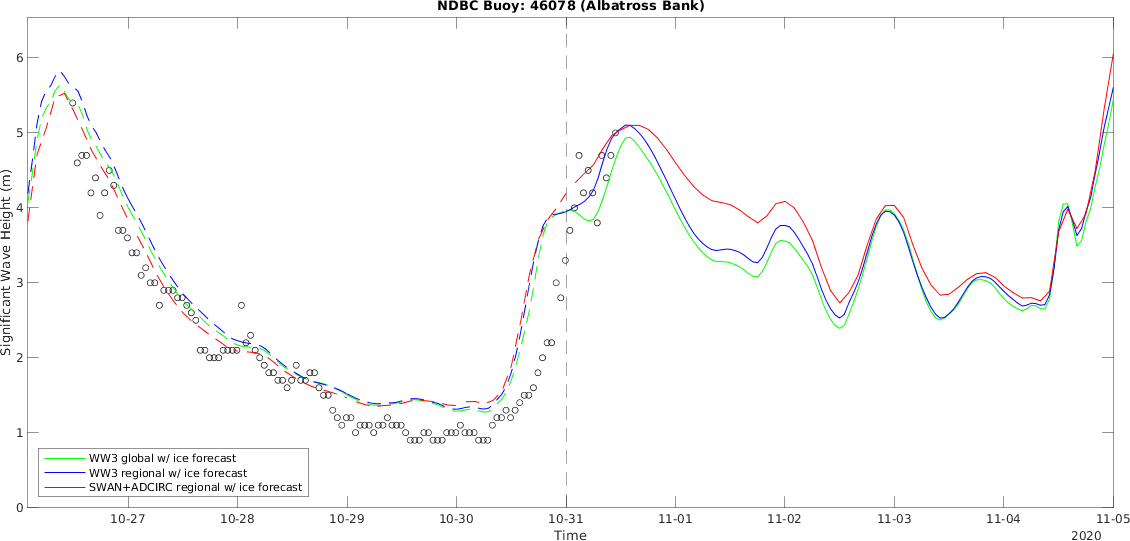 NDBC Buoy: 46078 (Albatross Bank)
6
5
4
3
2
1
0
Significant Wave Height (m)
WW3 global w/ ice forecast
WW3 regional w/ ice forecast
SWAN+ADCIRC regional w/ ice forecast
10-27 10-28 10-29 10-30 10-31 11-01 11-02 11-03 11-04 11-05
Time
2020